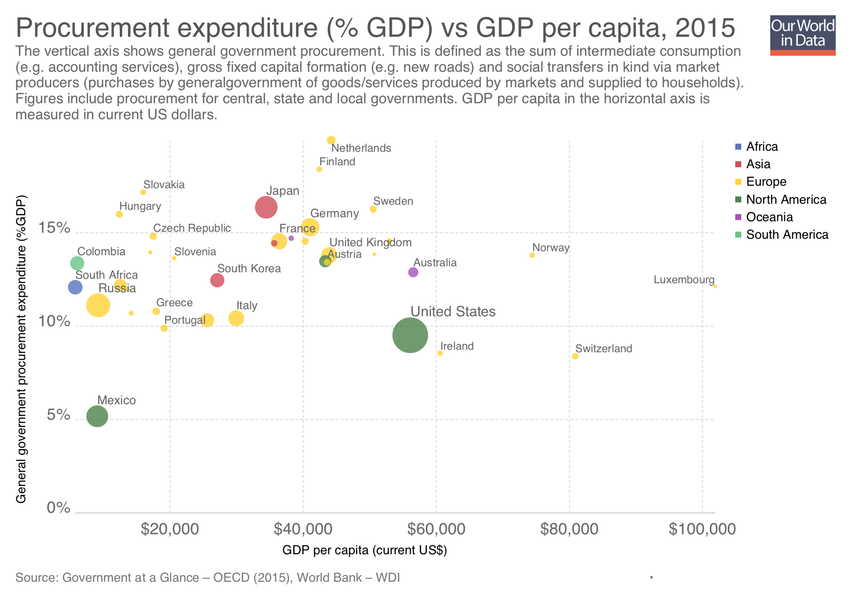 Procurement expenditure (% GDP) vs GDP per capita, 2015
Our World
in Data
The vertical axis shows general government procurement. This is defined as the sum of intermediate consumption
(e.g. accounting services), gross fixed capital formation (e.g. new roads) and social transfers in kind via market
producers (purchases by generalgovernment of goods/services produced by markets and supplied to households).
Figures include procurement for central, state and local governments. GDP per capita in the horizontal axis is
measured in current US dollars.
Africa
Asia
Europe
North America
Oceania
South America
General government procurement expenditure (%GDP)
15%
10%
5%
0%
Netherlands
Finland
Slovakia
Japan
Sweden
Hungary
Germany
Czech Republic
France
United Kingdom
Norway
Colombia
Slovenia
Austria
Australia
South Korea
South Africa
Luxembourg
Russia
Greece
Italy
United States
Portugal
Ireland
Switzerland
Mexico
$20,000
$40,000
$60,000
$80,000
$100,000
GDP per capita (current US$)
Source: Government at a Glance – OECD (2015), World Bank – WDI